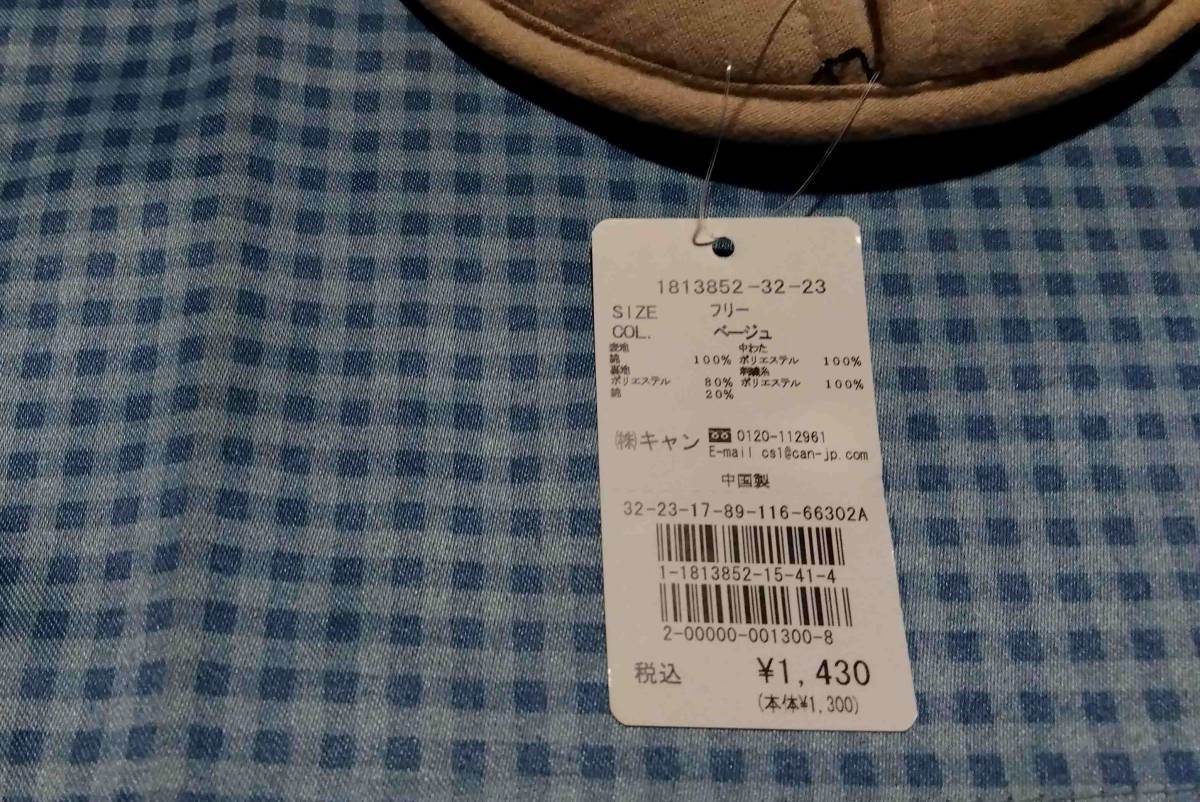 1813852-32-23
SIZE フリー
COL. ベージュ
表地 中わた
綿 100% ポリエステル 100%
裏地 刺繍糸
ポリエステル 80% ポリエステル 100%
綿 20%
㈱キャン 0120-112961
E-mail cs1@can-jp.com
中国製
32-23-17-89-116-66302A
1-1813852-15-41-4
2-00000-001300-8
税込 ¥1,430
(本体¥1,300)